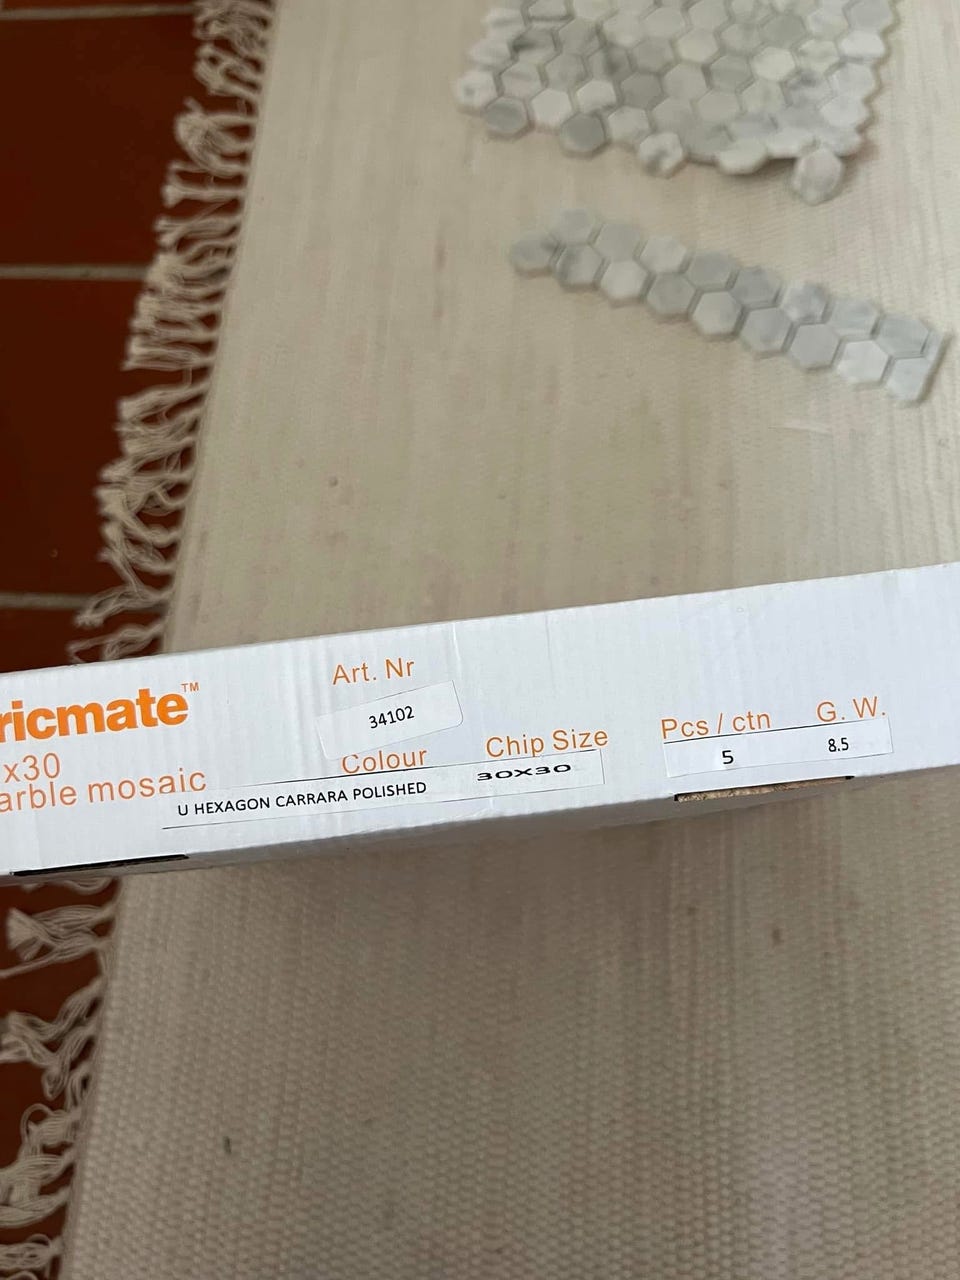 ricmate™
x30
arble mosaic
Art. Nr
34102
Colour
U HEXAGON CARRARA POLISHED
Chip Size
30X30
Pcs / ctn
5
G. W.
8.5